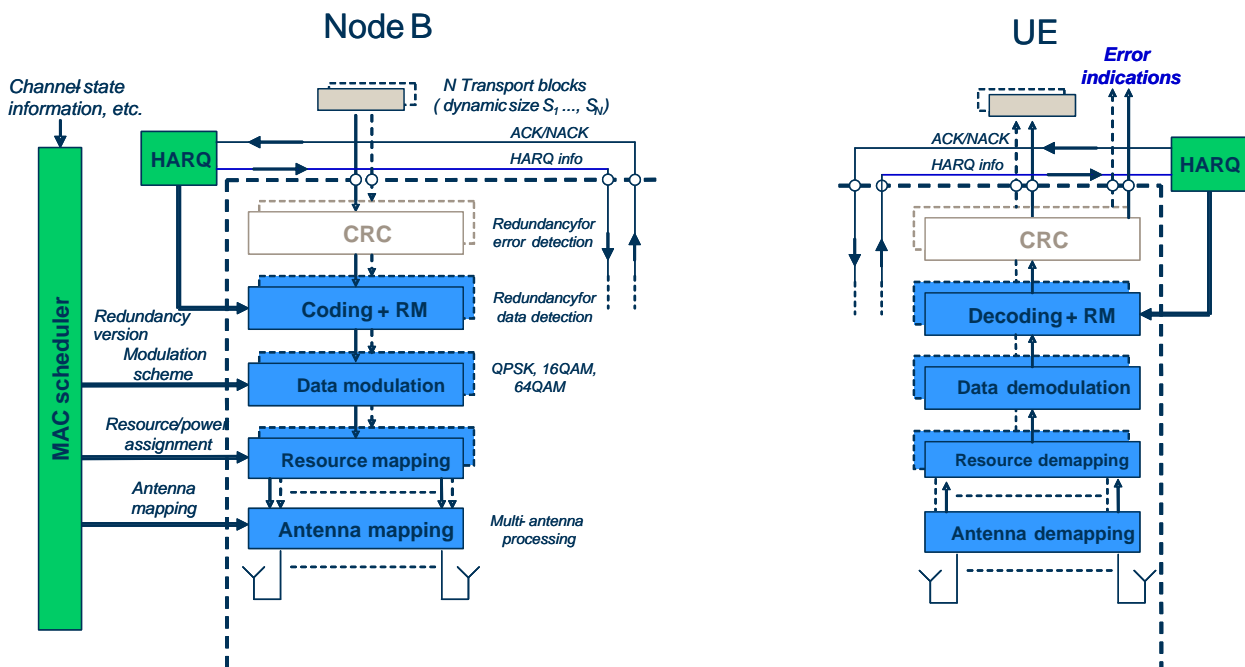 Node B
UE
Channel state
information, etc.
N Transport blocks
( dynamic size S1 ..., SN)
Error
indications
ACK/NACK
HARQ
HARQ info
ACK/NACK
HARQ info
HARQ
CRC
Redundancyfor
error detection
CRC
Coding + RM
Redundancyfor
data detection
Decoding + RM
Redundancy
version
Modulation
scheme
Data modulation
QPSK, 16QAM,
64QAM
Data demodulation
MAC scheduler
Resource/power
assignment
Resource mapping
Resource demapping
Antenna
mapping
Antenna mapping
Multi- antenna
processing
Antenna demapping